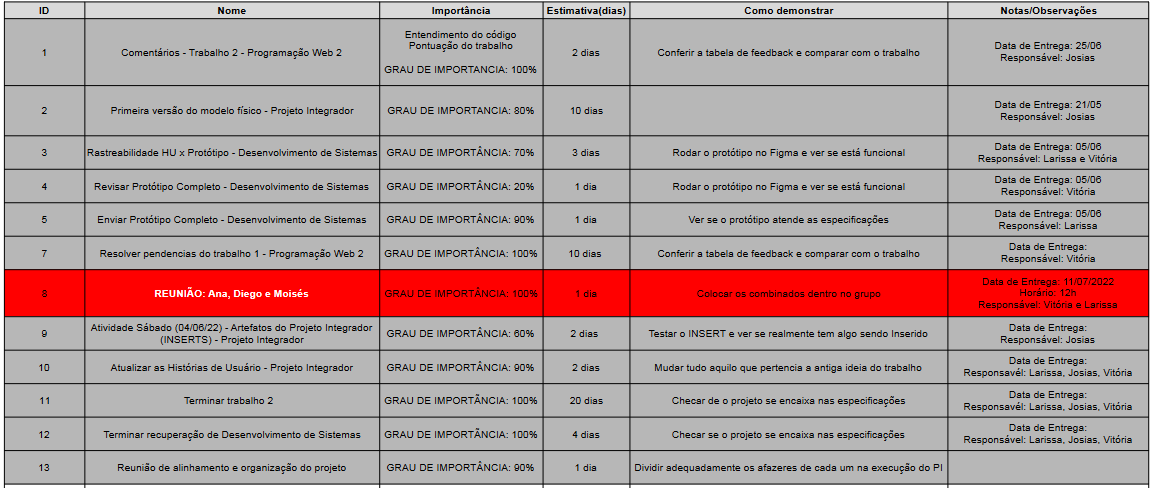 ID Nome Importância Estimativa(dias) Como demonstrar Notas/Observações
1 Comentários - Trabalho 2 - Programação Web 2 Entendimento do código
Pontuação do trabalho
GRAU DE IMPORTANCIA: 100% 2 dias Conferir a tabela de feedback e comparar com o trabalho Data de Entrega: 25/06
Responsável: Josias
2 Primeira versão do modelo físico - Projeto Integrador GRAU DE IMPORTANCIA: 80% 10 dias Data de Entrega: 21/05
Responsável: Josias
3 Rastreabilidade HU x Protótipo - Desenvolvimento de Sistemas GRAU DE IMPORTÂNCIA: 70% 3 dias Rodar o protótipo no Figma e ver se está funcional Data de Entrega: 05/06
Responsável: Larissa e Vitória
4 Revisar Protótipo Completo - Desenvolvimento de Sistemas GRAU DE IMPORTÂNCIA: 20% 1 dia Rodar o protótipo no Figma e ver se está funcional Data de Entrega: 05/06
Responsável: Vitória
5 Enviar Protótipo Completo - Desenvolvimento de Sistemas GRAU DE IMPORTÂNCIA: 90% 1 dia Ver se o protótipo atende as especificações Data de Entrega: 05/06
Responsável: Larissa
7 Resolver pendencias do trabalho 1 - Programação Web 2 GRAU DE IMPORTÂNCIA: 100% 10 dias Conferir a tabela de feedback e comparar com o trabalho Data de Entrega:
Responsável: Vitória
8 REUNIÃO: Ana, Diego e Moisés GRAU DE IMPORTÂNCIA: 100% 1 dia Colocar os combinados dentro no grupo Data de Entrega: 11/07/2022
Horário: 12h
Responsável: Vitória e Larissa
9 Atividade Sábado (04/06/22) - Artefatos do Projeto Integrador
(INSERTS) - Projeto Integrador GRAU DE IMPORTÂNCIA: 60% 2 dias Testar o INSERT e ver se realmente tem algo sendo Inserido Data de Entrega:
Responsável: Josias
10 Atualizar as Histórias de Usuário - Projeto Integrador GRAU DE IMPORTÂNCIA: 90% 2 dias Mudar tudo aquilo que pertencia a antiga ideia do trabalho Data de Entrega:
Responsavél: Larissa, Josias, Vitória
11 Terminar trabalho 2 GRAU DE IMPORTÂNCIA: 100% 20 dias Checar de o projeto se encaixa nas especificações Data de Entrega:
Responsavél: Larissa, Josias, Vitória
12 Terminar recuperação de Desenvolvimento de Sistemas GRAU DE IMPORTÂNCIA: 100% 4 dias Checar se o projeto se encaixa nas especificações Data de Entrega:
Responsavél: Larissa, Josias, Vitória
13 Reunião de alinhamento e organização do projeto GRAU DE IMPORTÂNCIA: 90% 1 dia Dividir adequadamente os afazeres de cada um na execução do PI